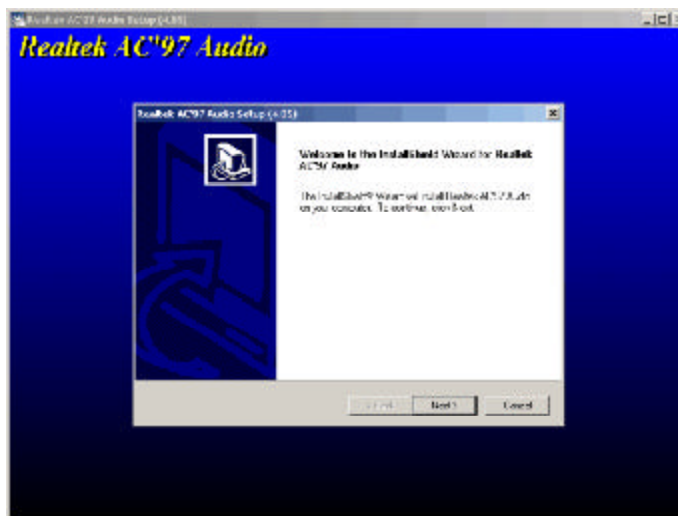 Realtek AC'97 Audio Setup (4.05)
Realtek AC'97 Audio
Realtek AC'97 Audio Setup (4.05)
Welcome to the InstallShield Wizard for Realtek
AC'97 Audio
The InstallShield® Wizard will install Realtek AC'97 Audio
on your computer. To continue, click Next.
Next >
Cancel